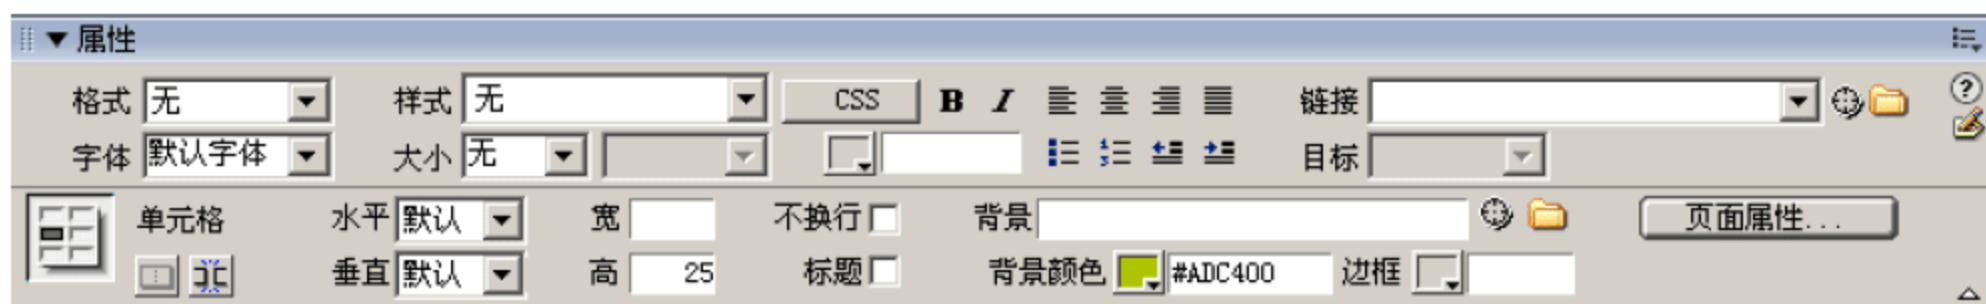 属性
格式 无 样式 无 CSS B I 链接
字体 默认字体 大小 无 目标
单元格 水平 默认 宽 不换行 背景 页面属性...
垂直 默认 高 25 标题 背景颜色 #ADC400 边框